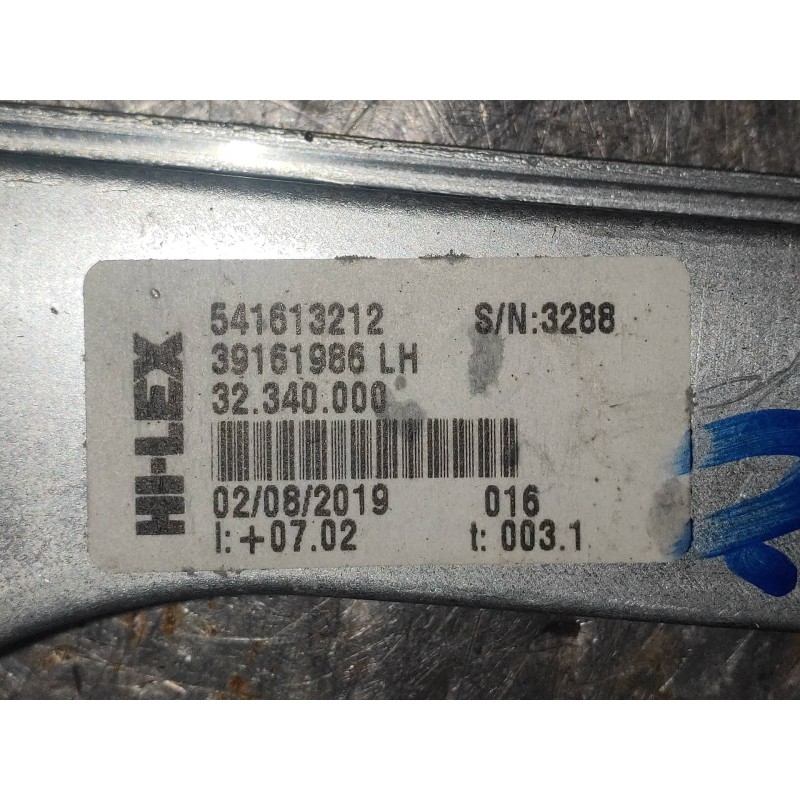 HI-LEX
541613212 S/N:3288
39161986 LH
32.340.000
02/08/2019 016
I:+07.02 t: 003.1